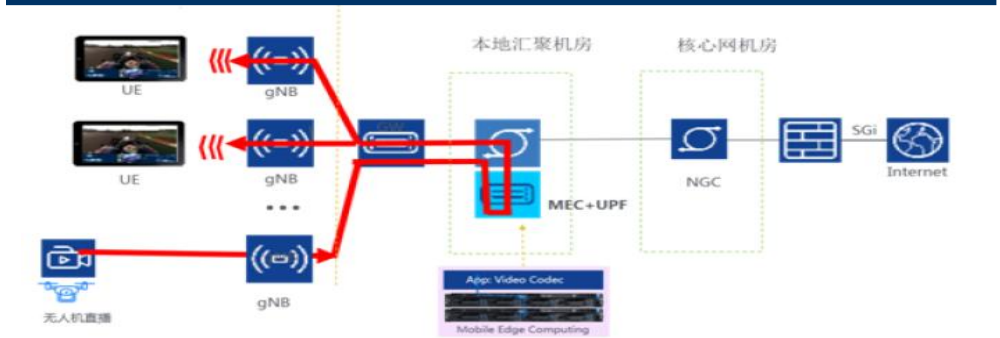 本地汇聚机房
核心网机房
UE
gNB
GW
SGi
UE
gNB
NGC
Internet
...
MEC+UPF
gNB
无人机直播
App: Video Codec
Mobile Edge Computing